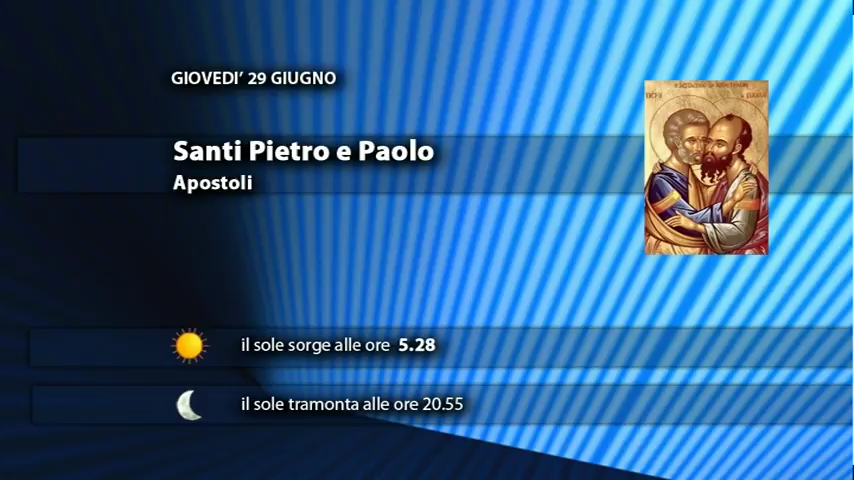 GIOVEDI' 29 GIUGNO
Santi Pietro e Paolo
Apostoli
il sole sorge alle ore 5.28
il sole tramonta alle ore 20.55